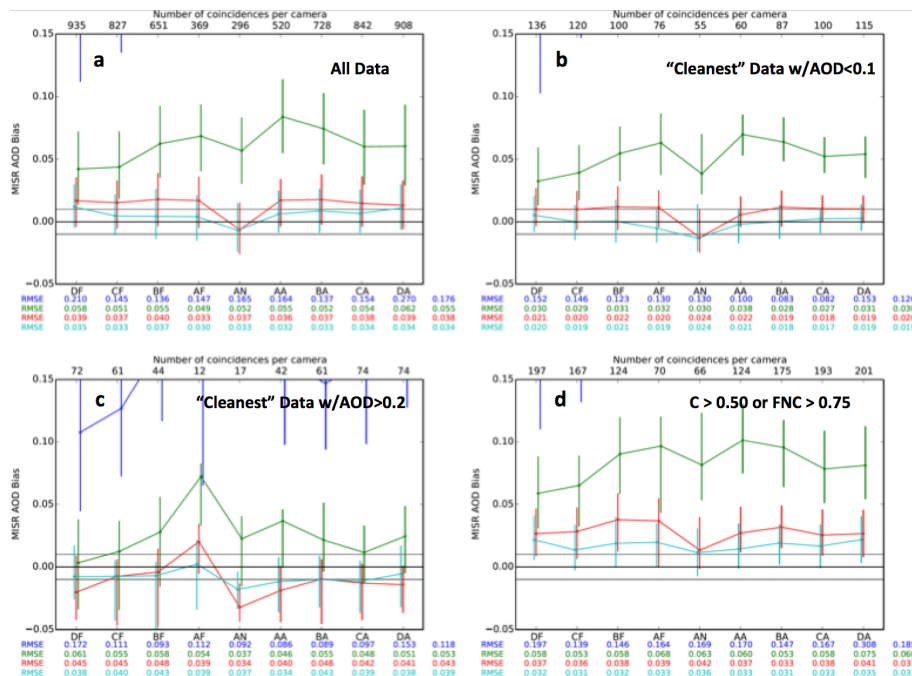 Number of coincidences per camera
935 827 651 369 296 520 728 842 908
0.15
0.10
0.05
0.00
−0.05
MISR AOD Bias
a
All Data
DF CF BF AF AN AA BA CA DA
RMSE 0.210 0.145 0.136 0.147 0.165 0.164 0.137 0.154 0.270 0.176
RMSE 0.058 0.051 0.055 0.049 0.052 0.055 0.052 0.054 0.062 0.055
RMSE 0.039 0.037 0.040 0.033 0.037 0.036 0.037 0.038 0.039 0.038
RMSE 0.035 0.033 0.037 0.030 0.033 0.032 0.033 0.034 0.034 0.034
Number of coincidences per camera
136 120 100 76 55 60 87 100 115
0.15
0.10
0.05
0.00
−0.05
b
“Cleanest” Data w/AOD<0.1
DF CF BF AF AN AA BA CA DA
RMSE 0.152 0.146 0.123 0.130 0.130 0.100 0.083 0.082 0.153
RMSE 0.030 0.029 0.031 0.032 0.030 0.038 0.028 0.027 0.031
RMSE 0.021 0.020 0.022 0.020 0.024 0.022 0.019 0.018 0.019
RMSE 0.020 0.019 0.021 0.019 0.024 0.021 0.018 0.017 0.019
Number of coincidences per camera
72 61 44 12 17 42 61 74 74
0.15
0.10
0.05
0.00
−0.05
MISR AOD Bias
c
“Cleanest” Data w/AOD>0.2
DF CF BF AF AN AA BA CA DA
RMSE 0.172 0.111 0.093 0.112 0.092 0.086 0.089 0.097 0.153 0.118
RMSE 0.061 0.055 0.058 0.054 0.037 0.046 0.055 0.048 0.051 0.053
RMSE 0.045 0.045 0.048 0.039 0.034 0.040 0.048 0.042 0.041 0.043
RMSE 0.038 0.040 0.043 0.036 0.034 0.034 0.043 0.039 0.035 0.039
Number of coincidences per camera
197 167 124 70 66 124 175 193 201
0.15
0.10
0.05
0.00
−0.05
d
C > 0.50 or FNC > 0.75
DF CF BF AF AN AA BA CA DA
RMSE 0.197 0.139 0.146 0.164 0.169 0.170 0.147 0.167 0.308
RMSE 0.058 0.053 0.058 0.068 0.063 0.060 0.053 0.058 0.075
RMSE 0.037 0.036 0.038 0.039 0.042 0.037 0.033 0.038 0.041
RMSE 0.032 0.031 0.032 0.033 0.038 0.031 0.031 0.033 0.038